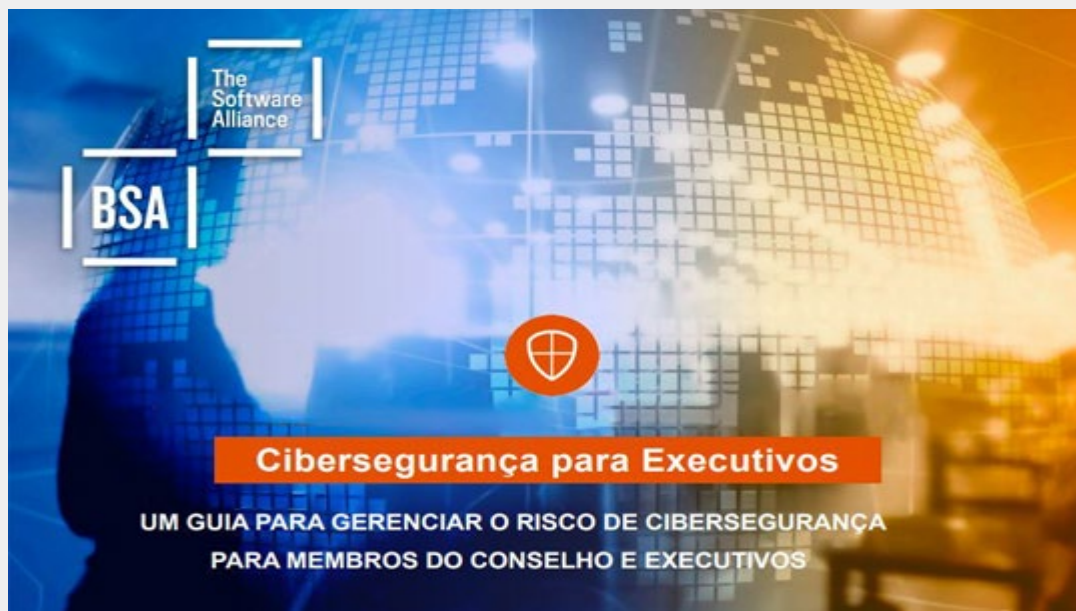 The
Software
Alliance
BSA
Cibersegurança para Executivos
UM GUIA PARA GERENCIAR O RISCO DE CIBERSEGURANÇA
PARA MEMBROS DO CONSELHO E EXECUTIVOS